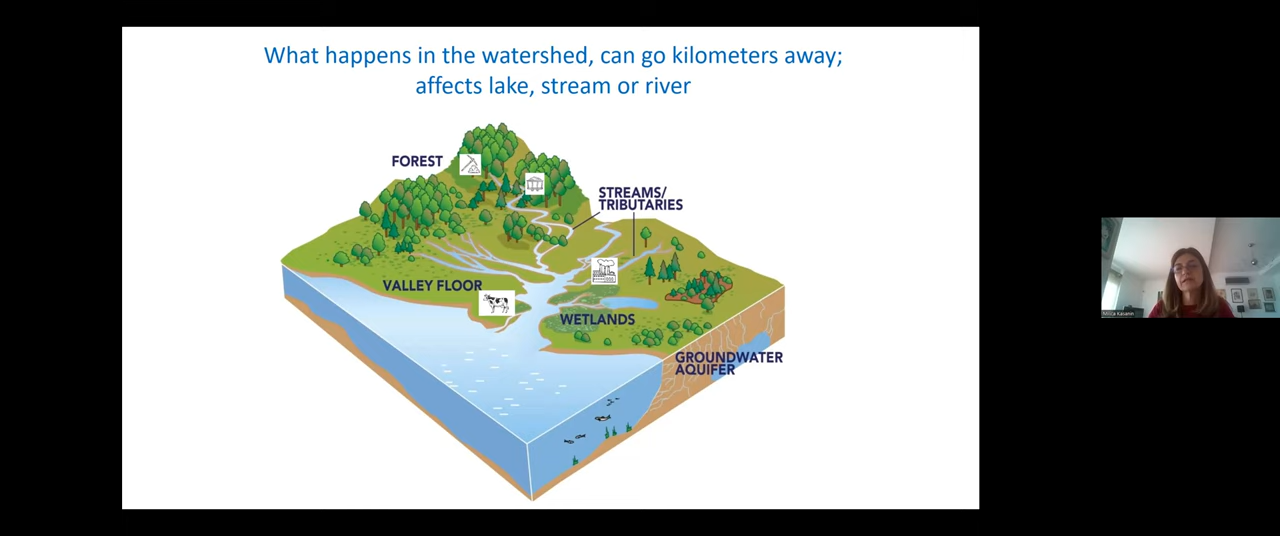 What happens in the watershed, can go kilometers away;
affects lake, stream or river
FOREST
STREAMS/
TRIBUTARIES
VALLEY FLOOR
WETLANDS
GROUNDWATER
AQUIFER